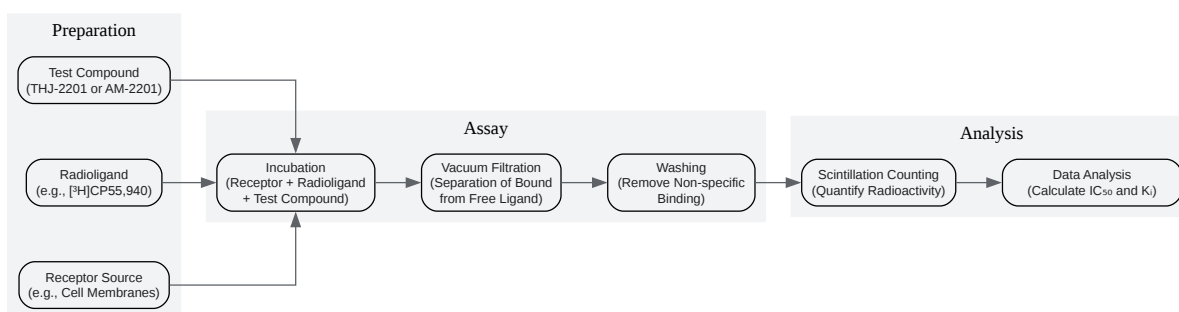 Preparation
Test Compound
(THJ-2201 or AM-2201)
Radioligand
(e.g., [³H]CP55,940)
Receptor Source
(e.g., Cell Membranes)
Assay
Incubation
(Receptor + Radioligand
+ Test Compound)
Vacuum Filtration
(Separation of Bound
from Free Ligand)
Washing
(Remove Non-specific
Binding)
Analysis
Scintillation Counting
(Quantify Radioactivity)
Data Analysis
(Calculate IC₅₀ and Kᵢ)